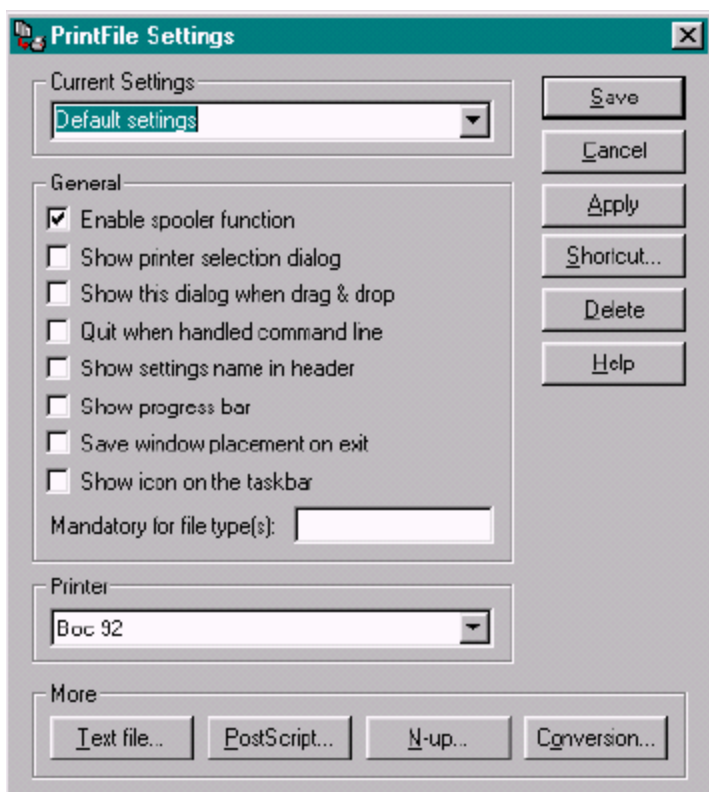 PrintFile Settings
Current Settings
Default settings
Save
Cancel
General
Enable spooler function
Apply
Show printer selection dialog
Shortcut...
Show this dialog when drag & drop
Delete
Quit when handled command line
Show settings name in header
Help
Show progress bar
Save window placement on exit
Show icon on the taskbar
Mandatory for file type(s):
Printer
Boc 92
More
Text file...
PostScript...
N-up...
Conversion...